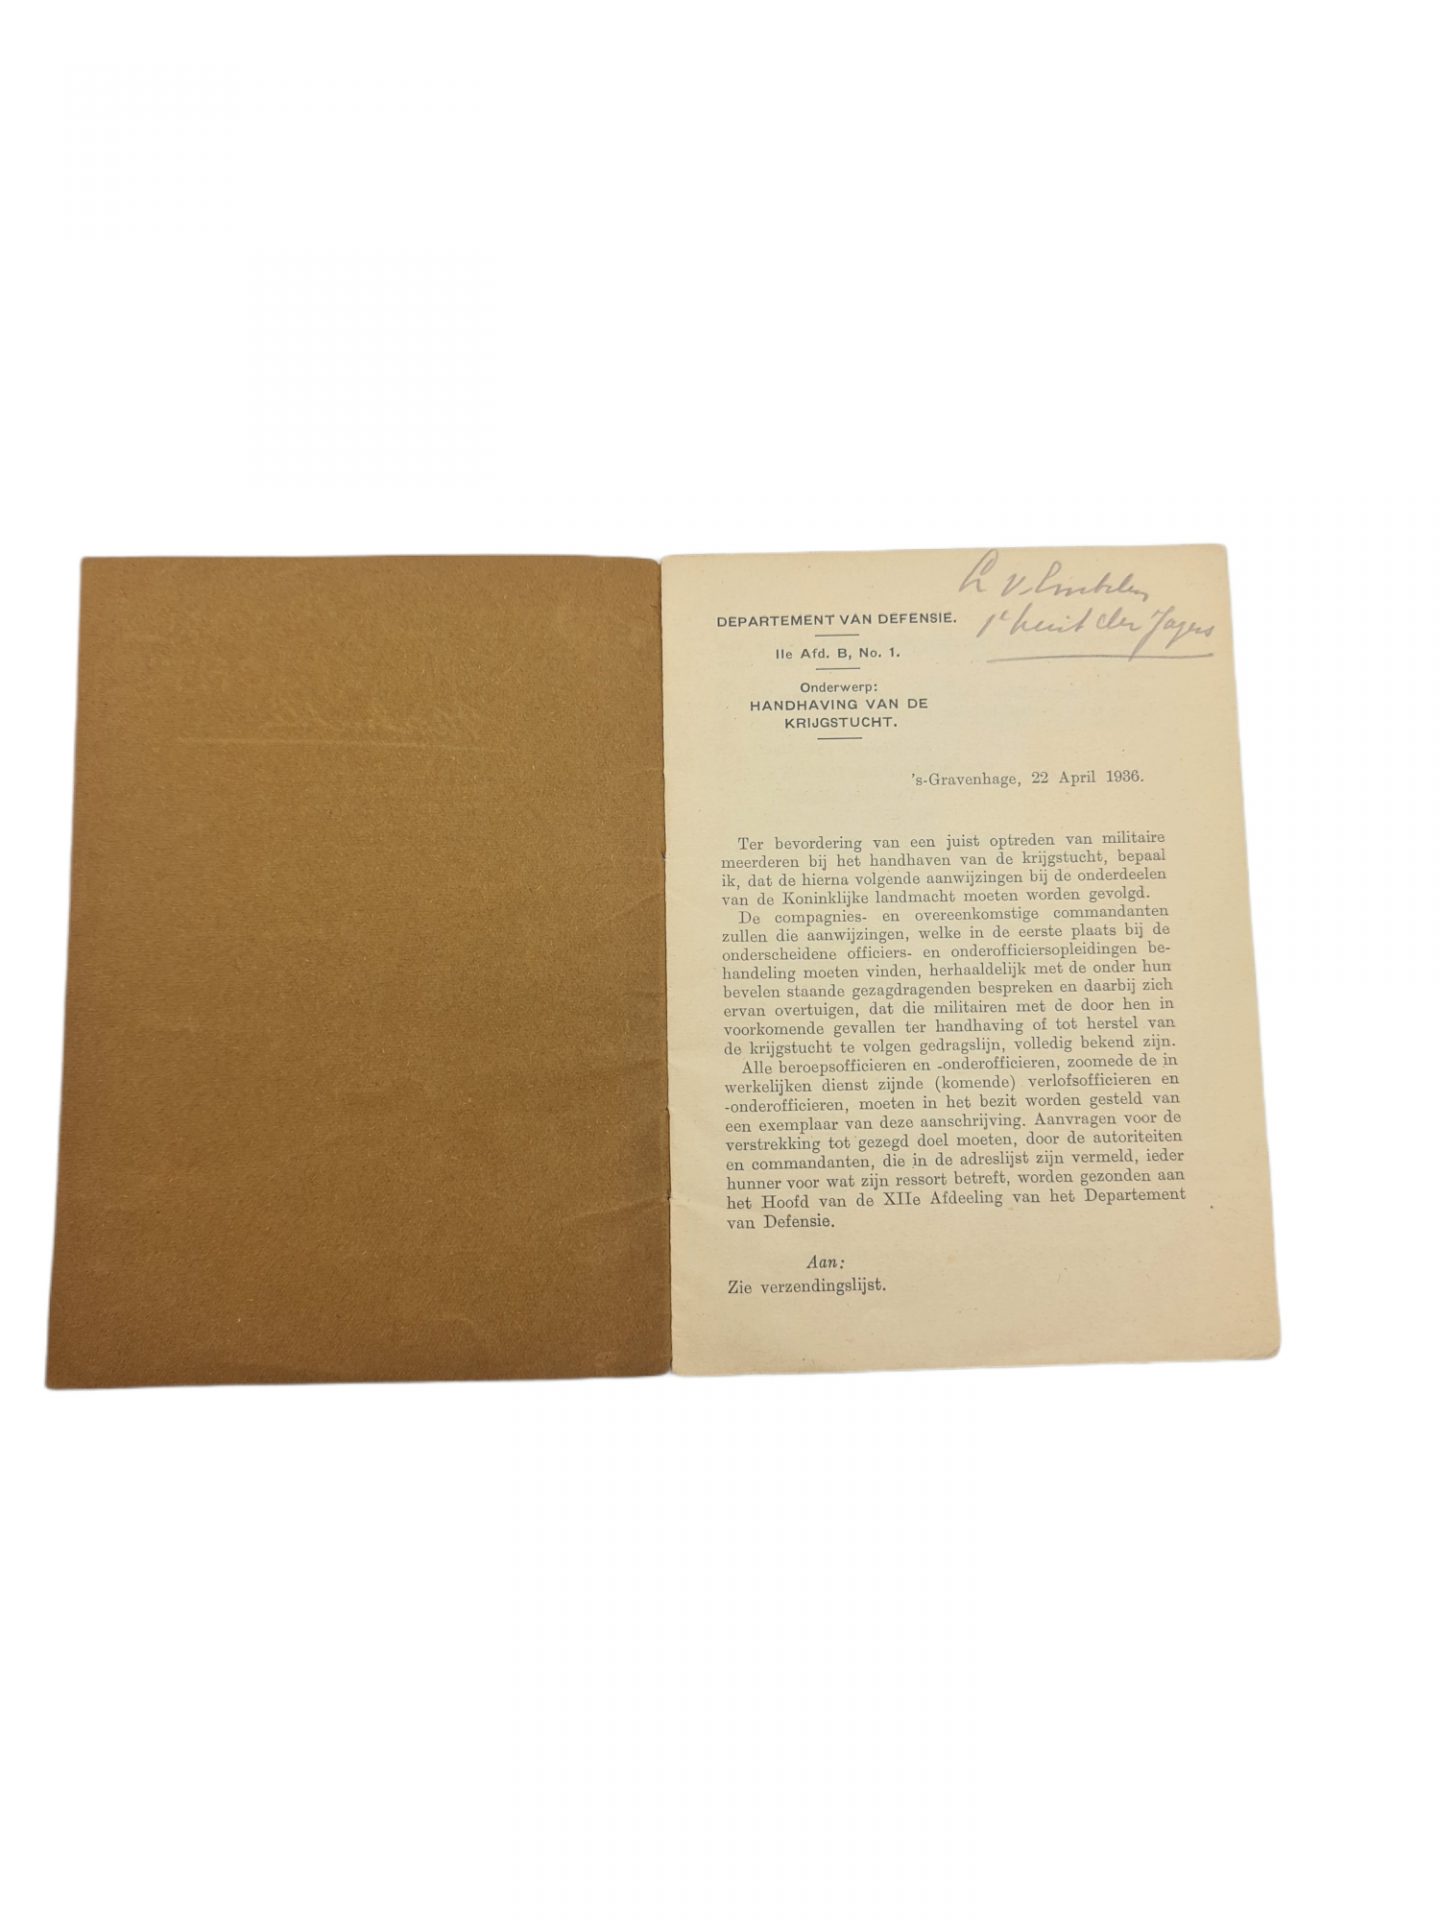 DEPARTEMENT VAN DEFENSIE.
IIe Afd. B, No. 1.
Onderwerp:
HANDHAVING VAN DE
KRIJGSTUCHT.
der Jagers
's-Gravenhage, 22 April 1936.
Ter bevordering van een juist optreden van militaire
meerderen bij het handhaven van de krijgstucht, bepaal
ik, dat de hierna volgende aanwijzingen bij de onderdeelen
van de Koninklijke landmacht moeten worden gevolgd.
De compagnies- en overeenkomstige commandanten
zullen die aanwijzingen, welke in de eerste plaats bij de
onderscheidene officiers- en onderofficiersopleidingen be-
handeling moeten vinden, herhaaldelijk met de onder hun
bevelen staande gezagdragenden bespreken en daarbij zich
ervan overtuigen, dat die militairen met de door hen in
voorkomende gevallen ter handhaving of tot herstel van
de krijgstucht te volgen gedragslijn, volledig bekend zijn.
Alle beroepsofficieren en -onderofficieren, zoomede de in
werkelijken dienst zijnde (komende) verlofsofficieren en
-onderofficieren, moeten in het bezit worden gesteld van
een exemplaar van deze aanschrijving. Aanvragen voor de
verstrekking tot gezegd doel moeten, door de autoriteiten
en commandanten, die in de adreslijst zijn vermeld, ieder
hunner voor wat zijn ressort betreft, worden gezonden aan
het Hoofd van de XIIe Afdeeling van het Departement
van Defensie.
Aan:
Zie verzendingslijst.